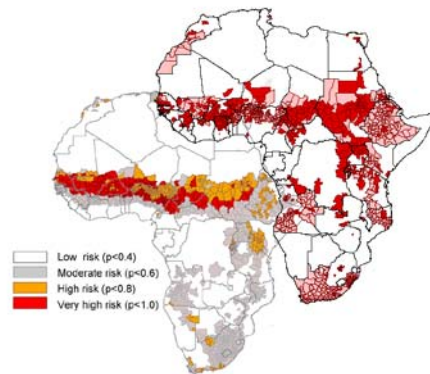 Low risk (p<0.4)
Moderate risk (p<0.6)
High risk (p<0.8)
Very high risk (p<1.0)